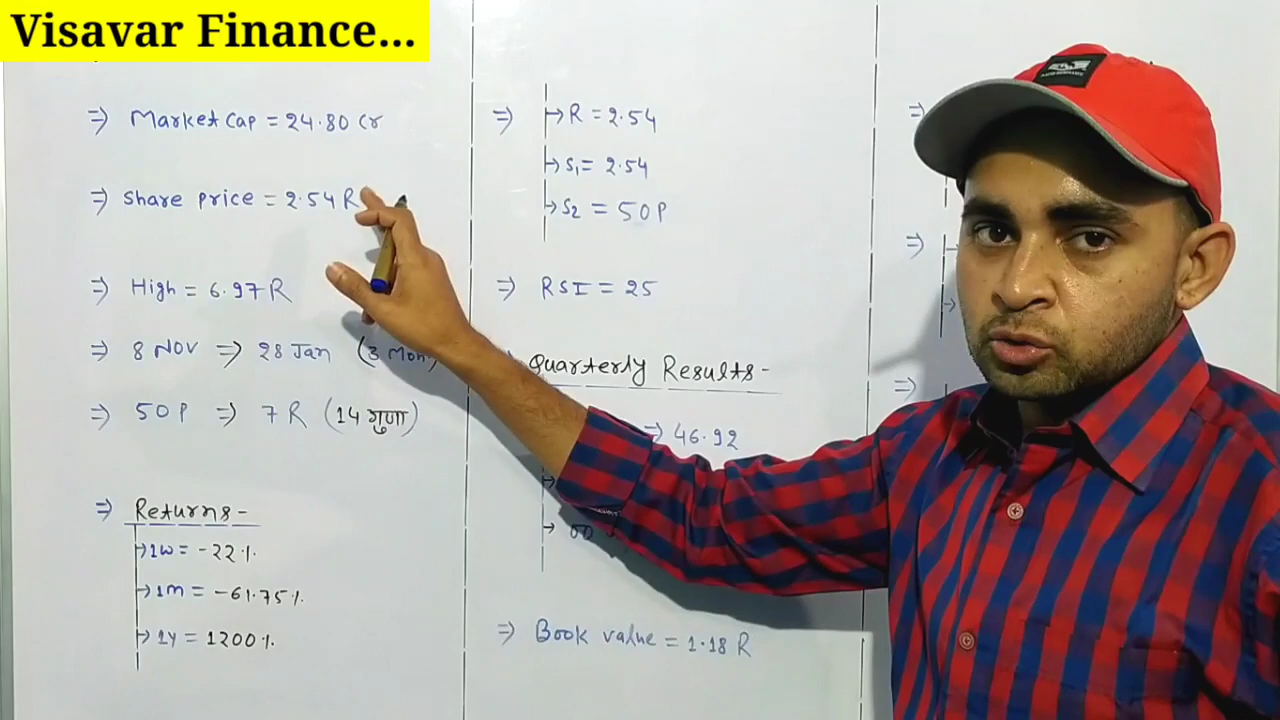 Visavar Finance...
⇒ Market Cap = 24.80 Cr
⇒ Share price = 2.54 R
⇒ High = 6.97 R
⇒ 8 Nov ⇒ 28 Jan (3 Mon
⇒ 50P ⇒ 7 R (14 गुणा)
⇒ Returns -
→ 1w = -22%.
→ 1m = -61.75%.
→ 1y = 1200%.
⇒ → R = 2.54
→ S1 = 2.54
→ S2 = 50P
⇒ RSI = 25
Quarterly Results -
⇒ 46.92
⇒ Book value = 1.18 R